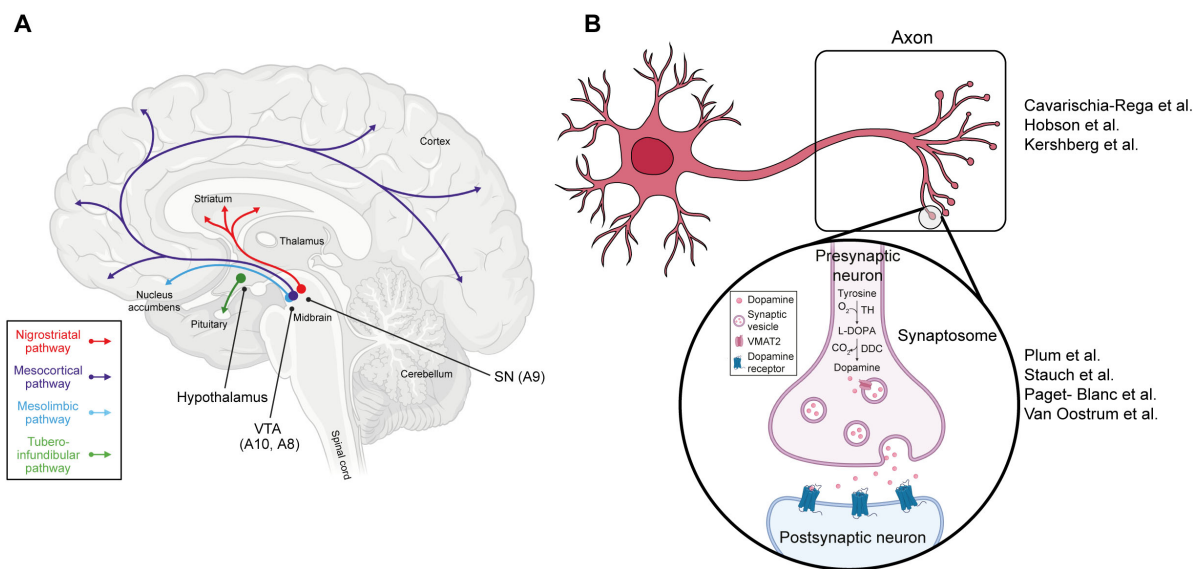 A
Cortex
Striatum
Thalamus
Nucleus
accumbens
Pituitary
Midbrain
Cerebellum
SN (A9)
Hypothalamus
VTA
(A10, A8)
Spinal cord
Nigrostriatal
pathway
Mesocortical
pathway
Mesolimbic
pathway
Tubero-
infundibular
pathway
B
Axon
Cavarischia-Rega et al.
Hobson et al.
Kershberg et al.
Presynaptic
neuron
Tyrosine
O2 TH
L-DOPA
CO2 DDC
Dopamine
Synaptosome
Dopamine
Synaptic
vesicle
VMAT2
Dopamine
receptor
Plum et al.
Stauch et al.
Paget- Blanc et al.
Van Oostrum et al.
Postsynaptic neuron